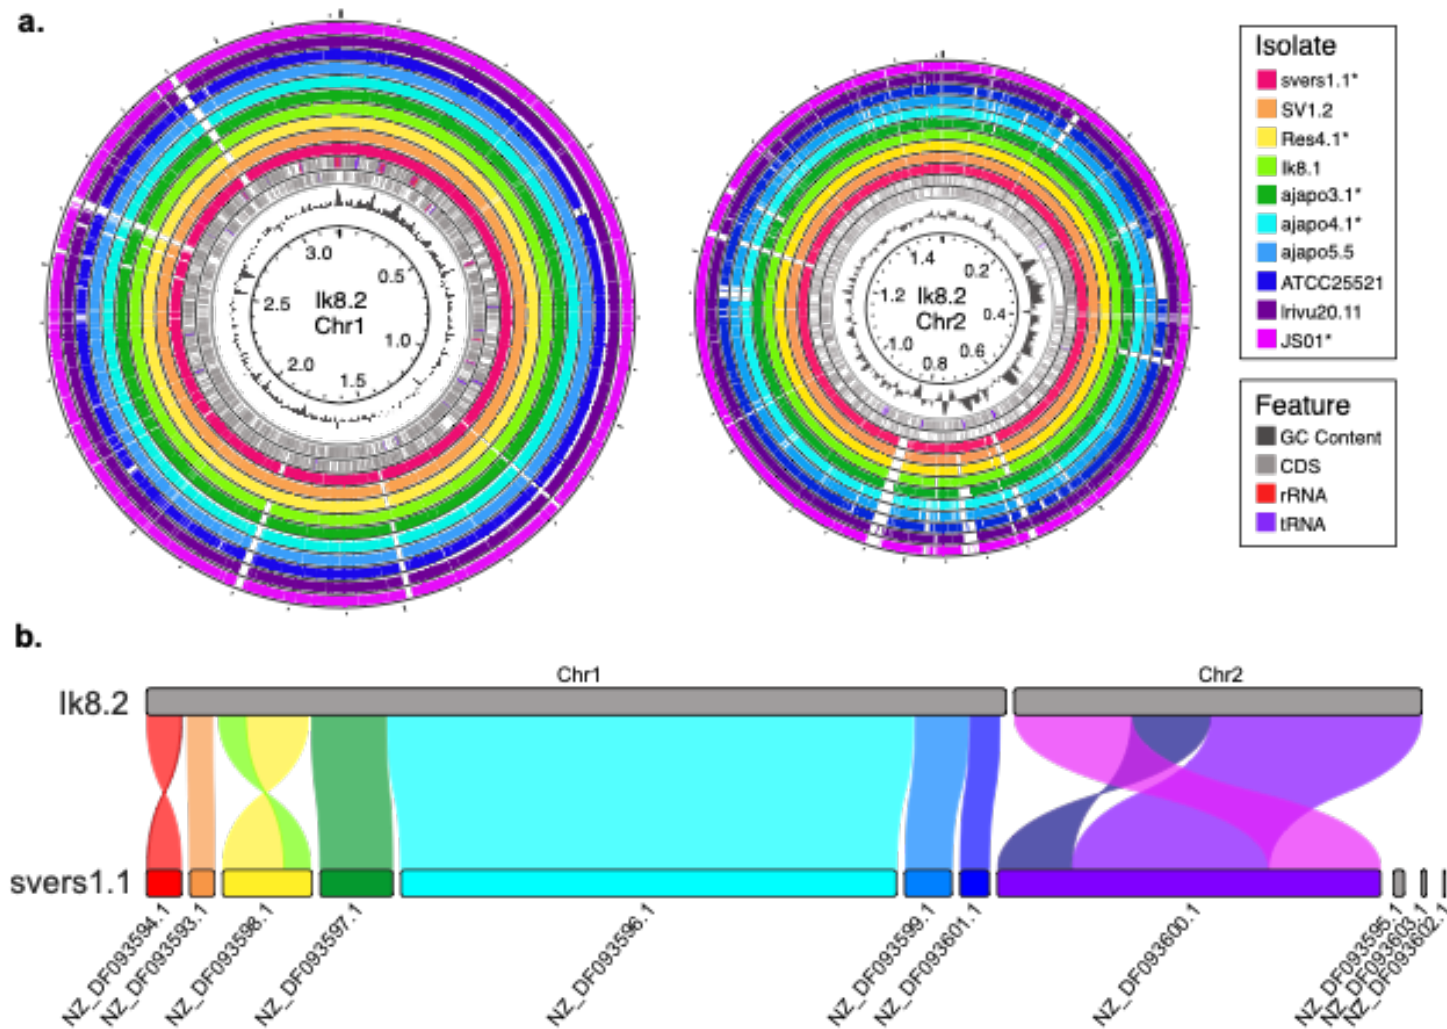 a.
3.0
0.5
2.5
Ik8.2
Chr1
1.0
2.0
1.5
1.4
0.2
1.2
Ik8.2
Chr2
0.4
1.0
0.6
0.8
Isolate
svers1.1*
SV1.2
Res4.1*
Ik8.1
ajapo3.1*
ajapo4.1*
ajapo5.5
ATCC25521
lrivu20.11
JS01*
Feature
GC Content
CDS
rRNA
tRNA
b.
Chr1
Chr2
Ik8.2
svers1.1
NZ_DF093594.1
NZ_DF093593.1
NZ_DF093598.1
NZ_DF093597.1
NZ_DF093596.1
NZ_DF093599.1
NZ_DF093601.1
NZ_DF093600.1
NZ_DF093595.1
NZ_DF093603.1
NZ_DF093602.1